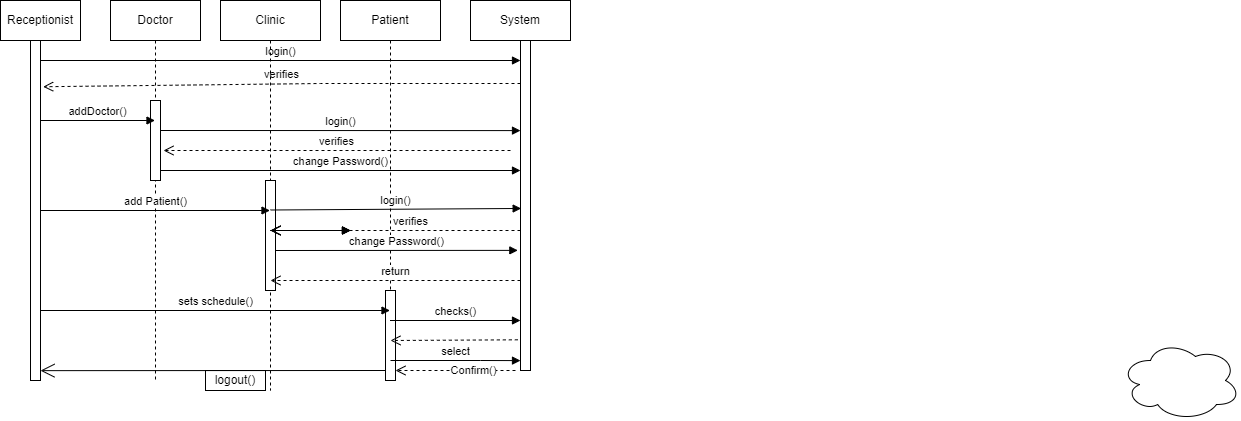 Receptionist
Doctor
Clinic
Patient
System
login()
verifies
addDoctor()
login()
verifies
change Password()
add Patient()
login()
verifies
change Password()
return
sets schedule()
checks()
select
Confirm()
logout()